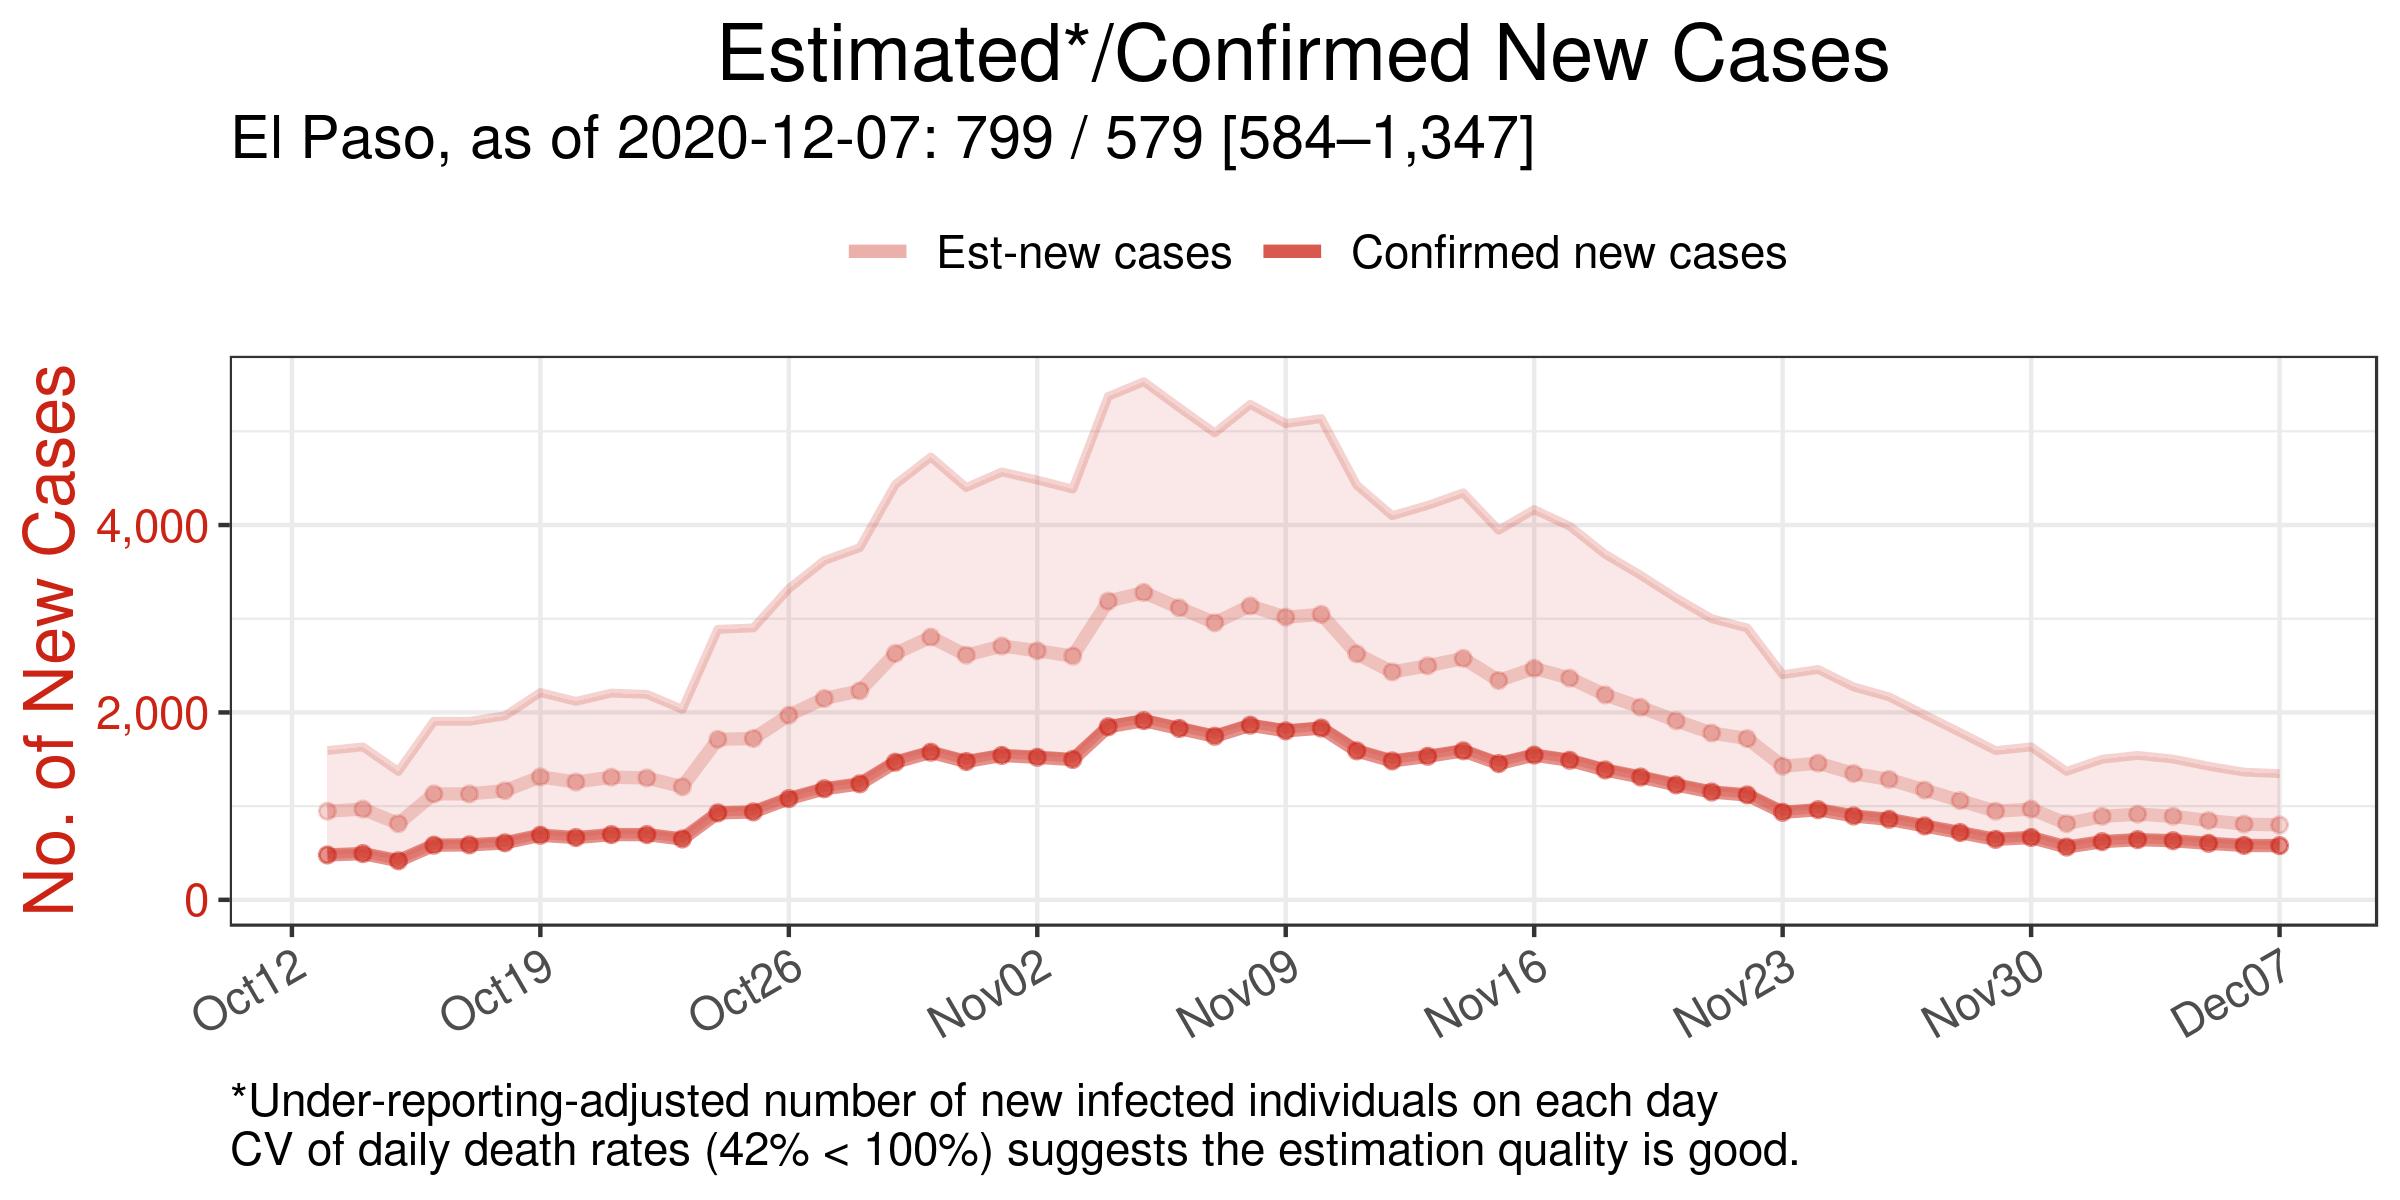 Estimated*/Confirmed New Cases
El Paso, as of 2020-12-07: 799 / 579 [584–1,347]
Est-new cases
Confirmed new cases
No. of New Cases
4,000
2,000
0
Oct12
Oct19
Oct26
Nov02
Nov09
Nov16
Nov23
Nov30
Dec07
*Under-reporting-adjusted number of new infected individuals on each day
CV of daily death rates (42% < 100%) suggests the estimation quality is good.